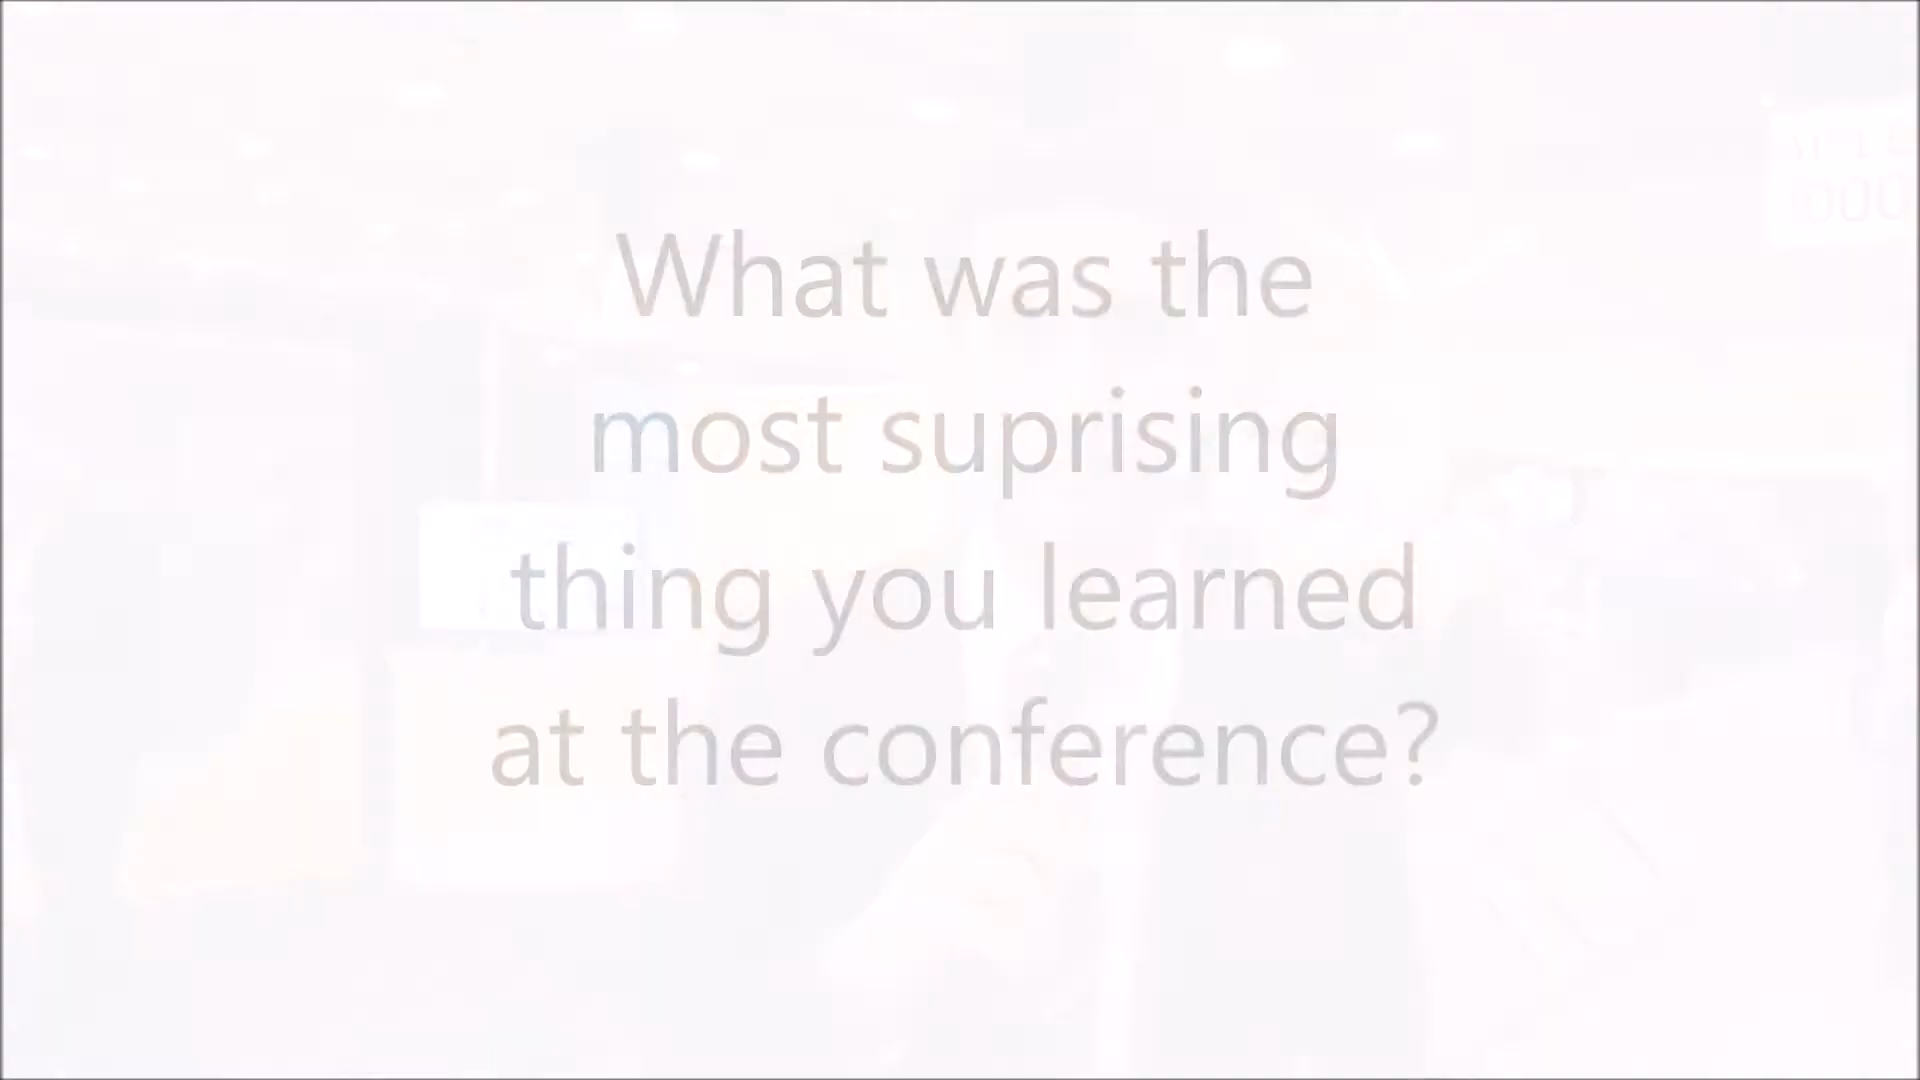 What was the
most suprising
thing you learned
at the conference?